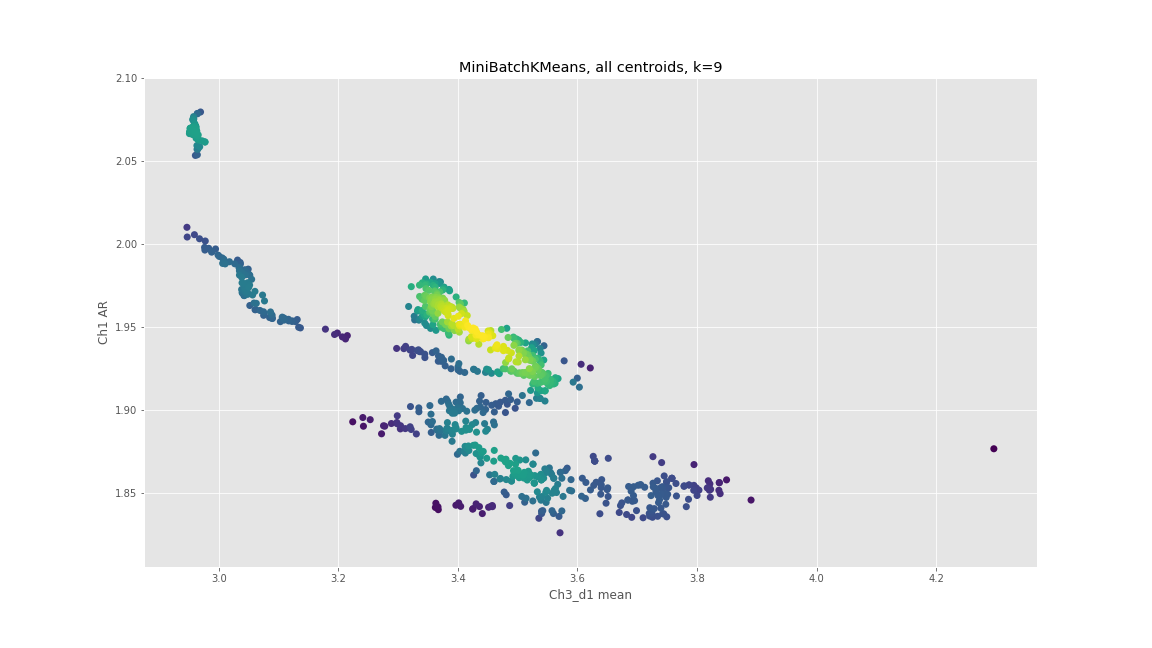 MiniBatchKMeans, all centroids, k=9
2.10
2.05
2.00
1.95
1.90
1.85
Ch1 AR
3.0 3.2 3.4 3.6 3.8 4.0 4.2
Ch3_d1 mean